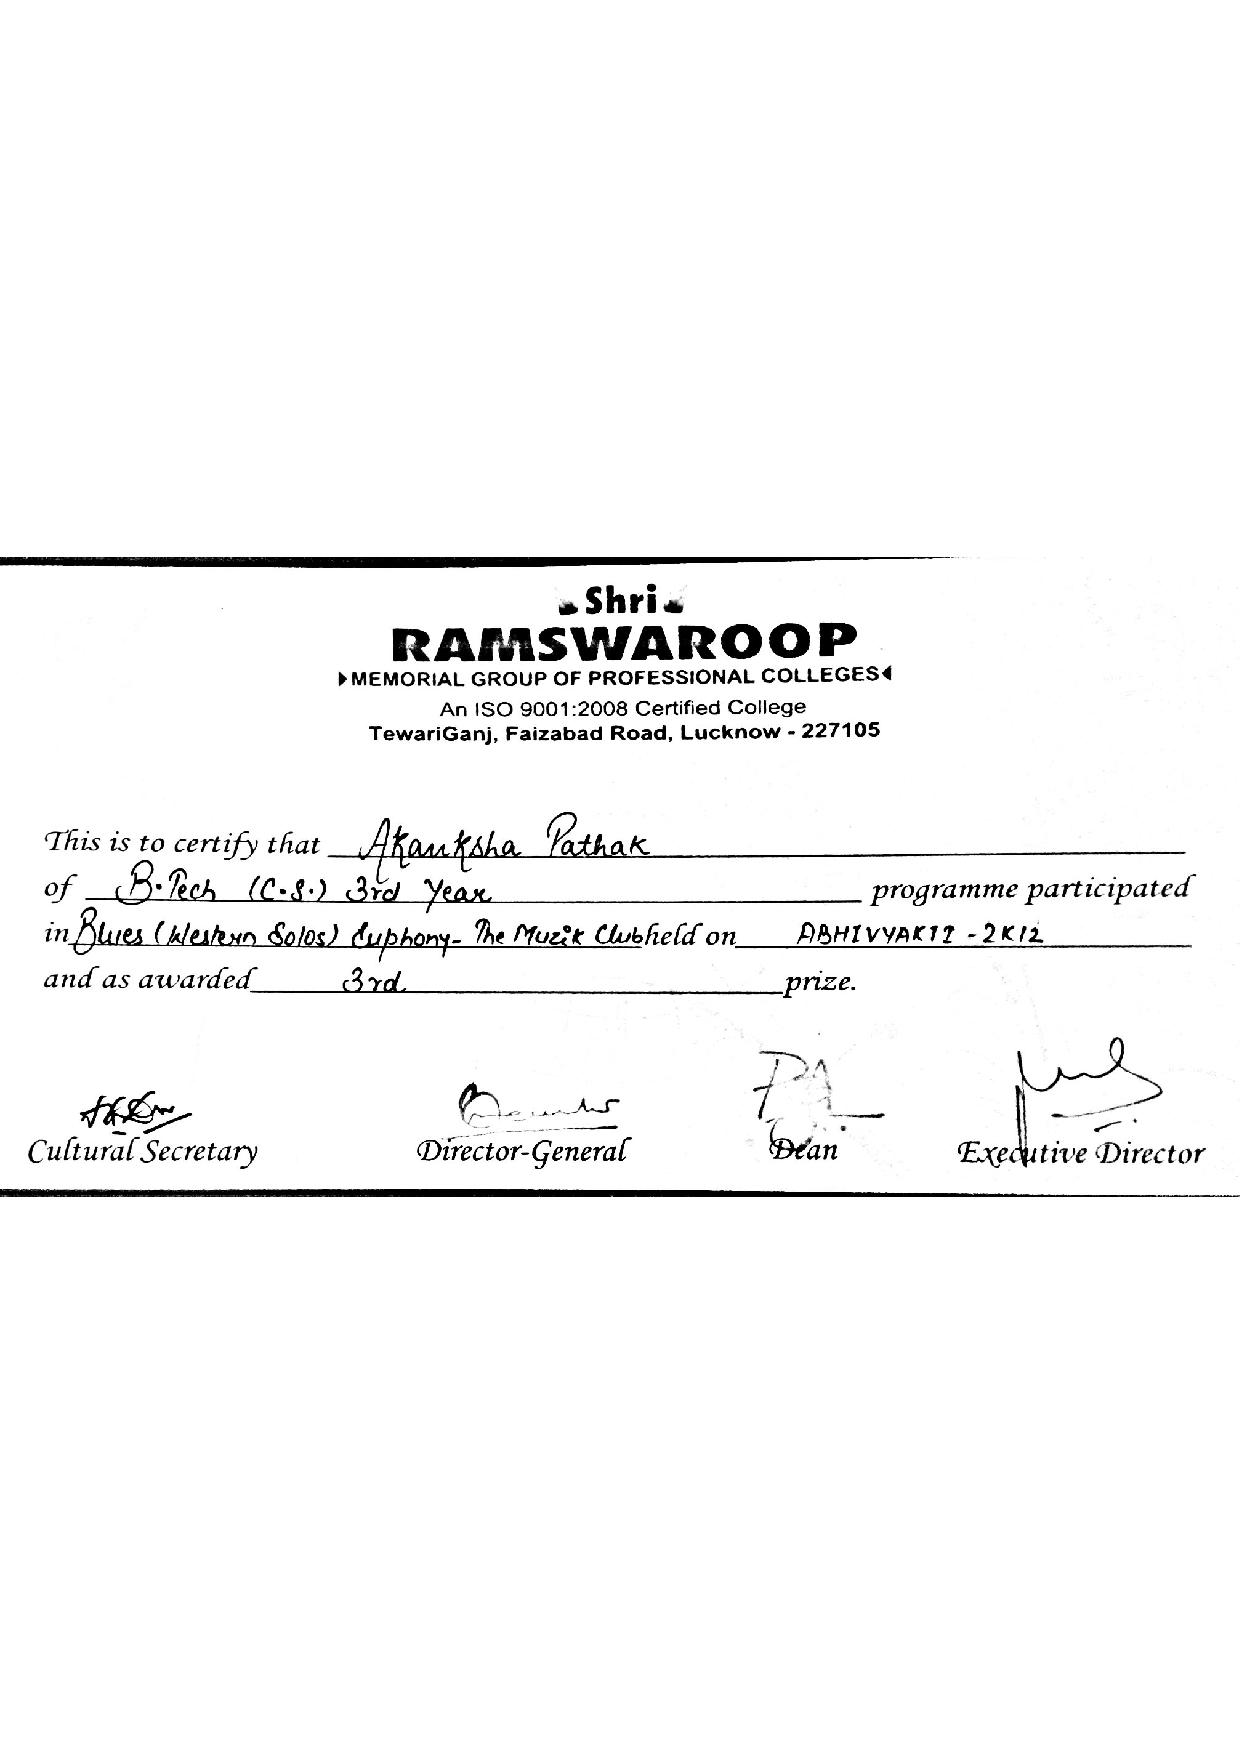 Shri
RAMSWAROOP
MEMORIAL GROUP OF PROFESSIONAL COLLEGES
An ISO 9001:2008 Certified College
TewariGanj, Faizabad Road, Lucknow - 227105
This is to certify that Akanksha Pathak
of B.Tech (C.S.) 3rd Year programme participated
in Blues (Western Solos) Euphony- The Muzik Club held on ABHIVYAKTI - 2K12
and as awarded 3rd prize.
Cultural Secretary Director-General Dean Executive Director